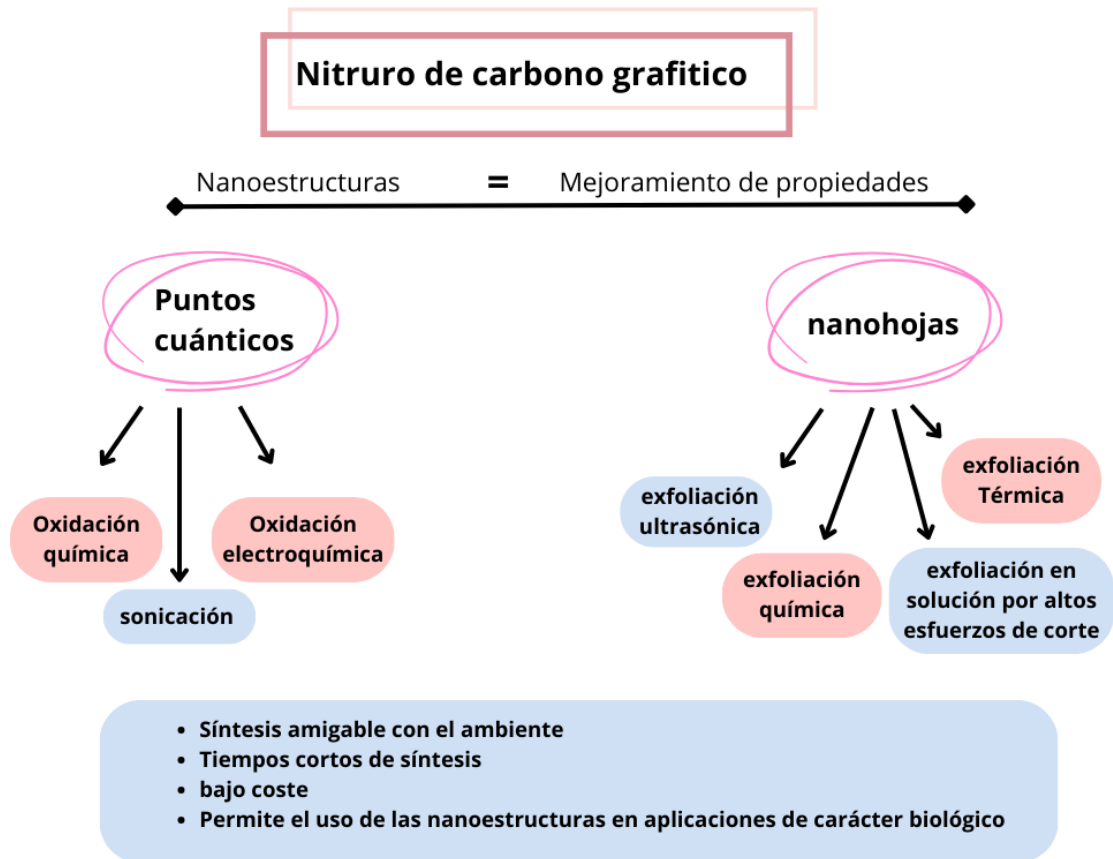 Nitruro de carbono grafitico
Nanoestructuras = Mejoramiento de propiedades
Puntos
cuánticos
nanohojas
Oxidación
química
sonicación
Oxidación
electroquímica
exfoliación
ultrasónica
exfoliación
química
exfoliación en
solución por altos
esfuerzos de corte
exfoliación
Térmica
• Síntesis amigable con el ambiente
• Tiempos cortos de síntesis
• bajo coste
• Permite el uso de las nanoestructuras en aplicaciones de carácter biológico